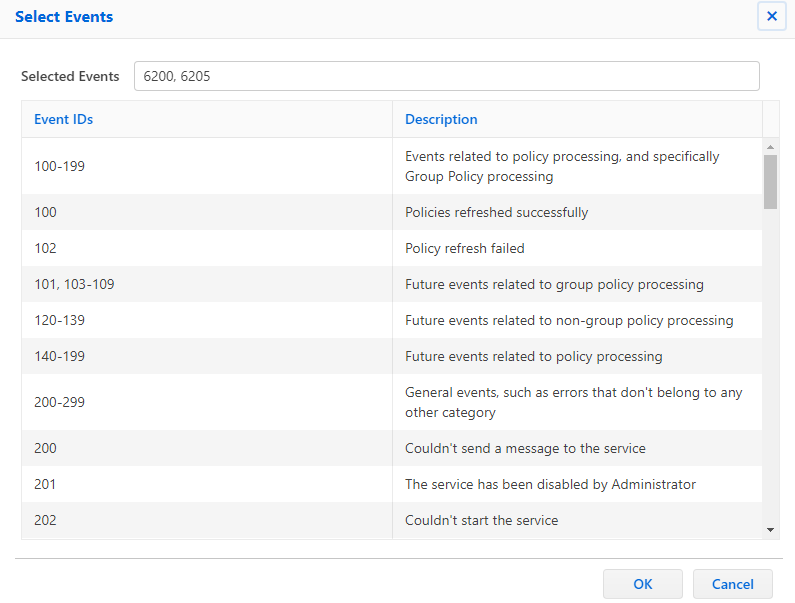 Select Events
Selected Events 6200, 6205
Event IDs Description
100-199 Events related to policy processing, and specifically
Group Policy processing
100 Policies refreshed successfully
102 Policy refresh failed
101, 103-109 Future events related to group policy processing
120-139 Future events related to non-group policy processing
140-199 Future events related to policy processing
200-299 General events, such as errors that don't belong to any
other category
200 Couldn't send a message to the service
201 The service has been disabled by Administrator
202 Couldn't start the service
OK Cancel